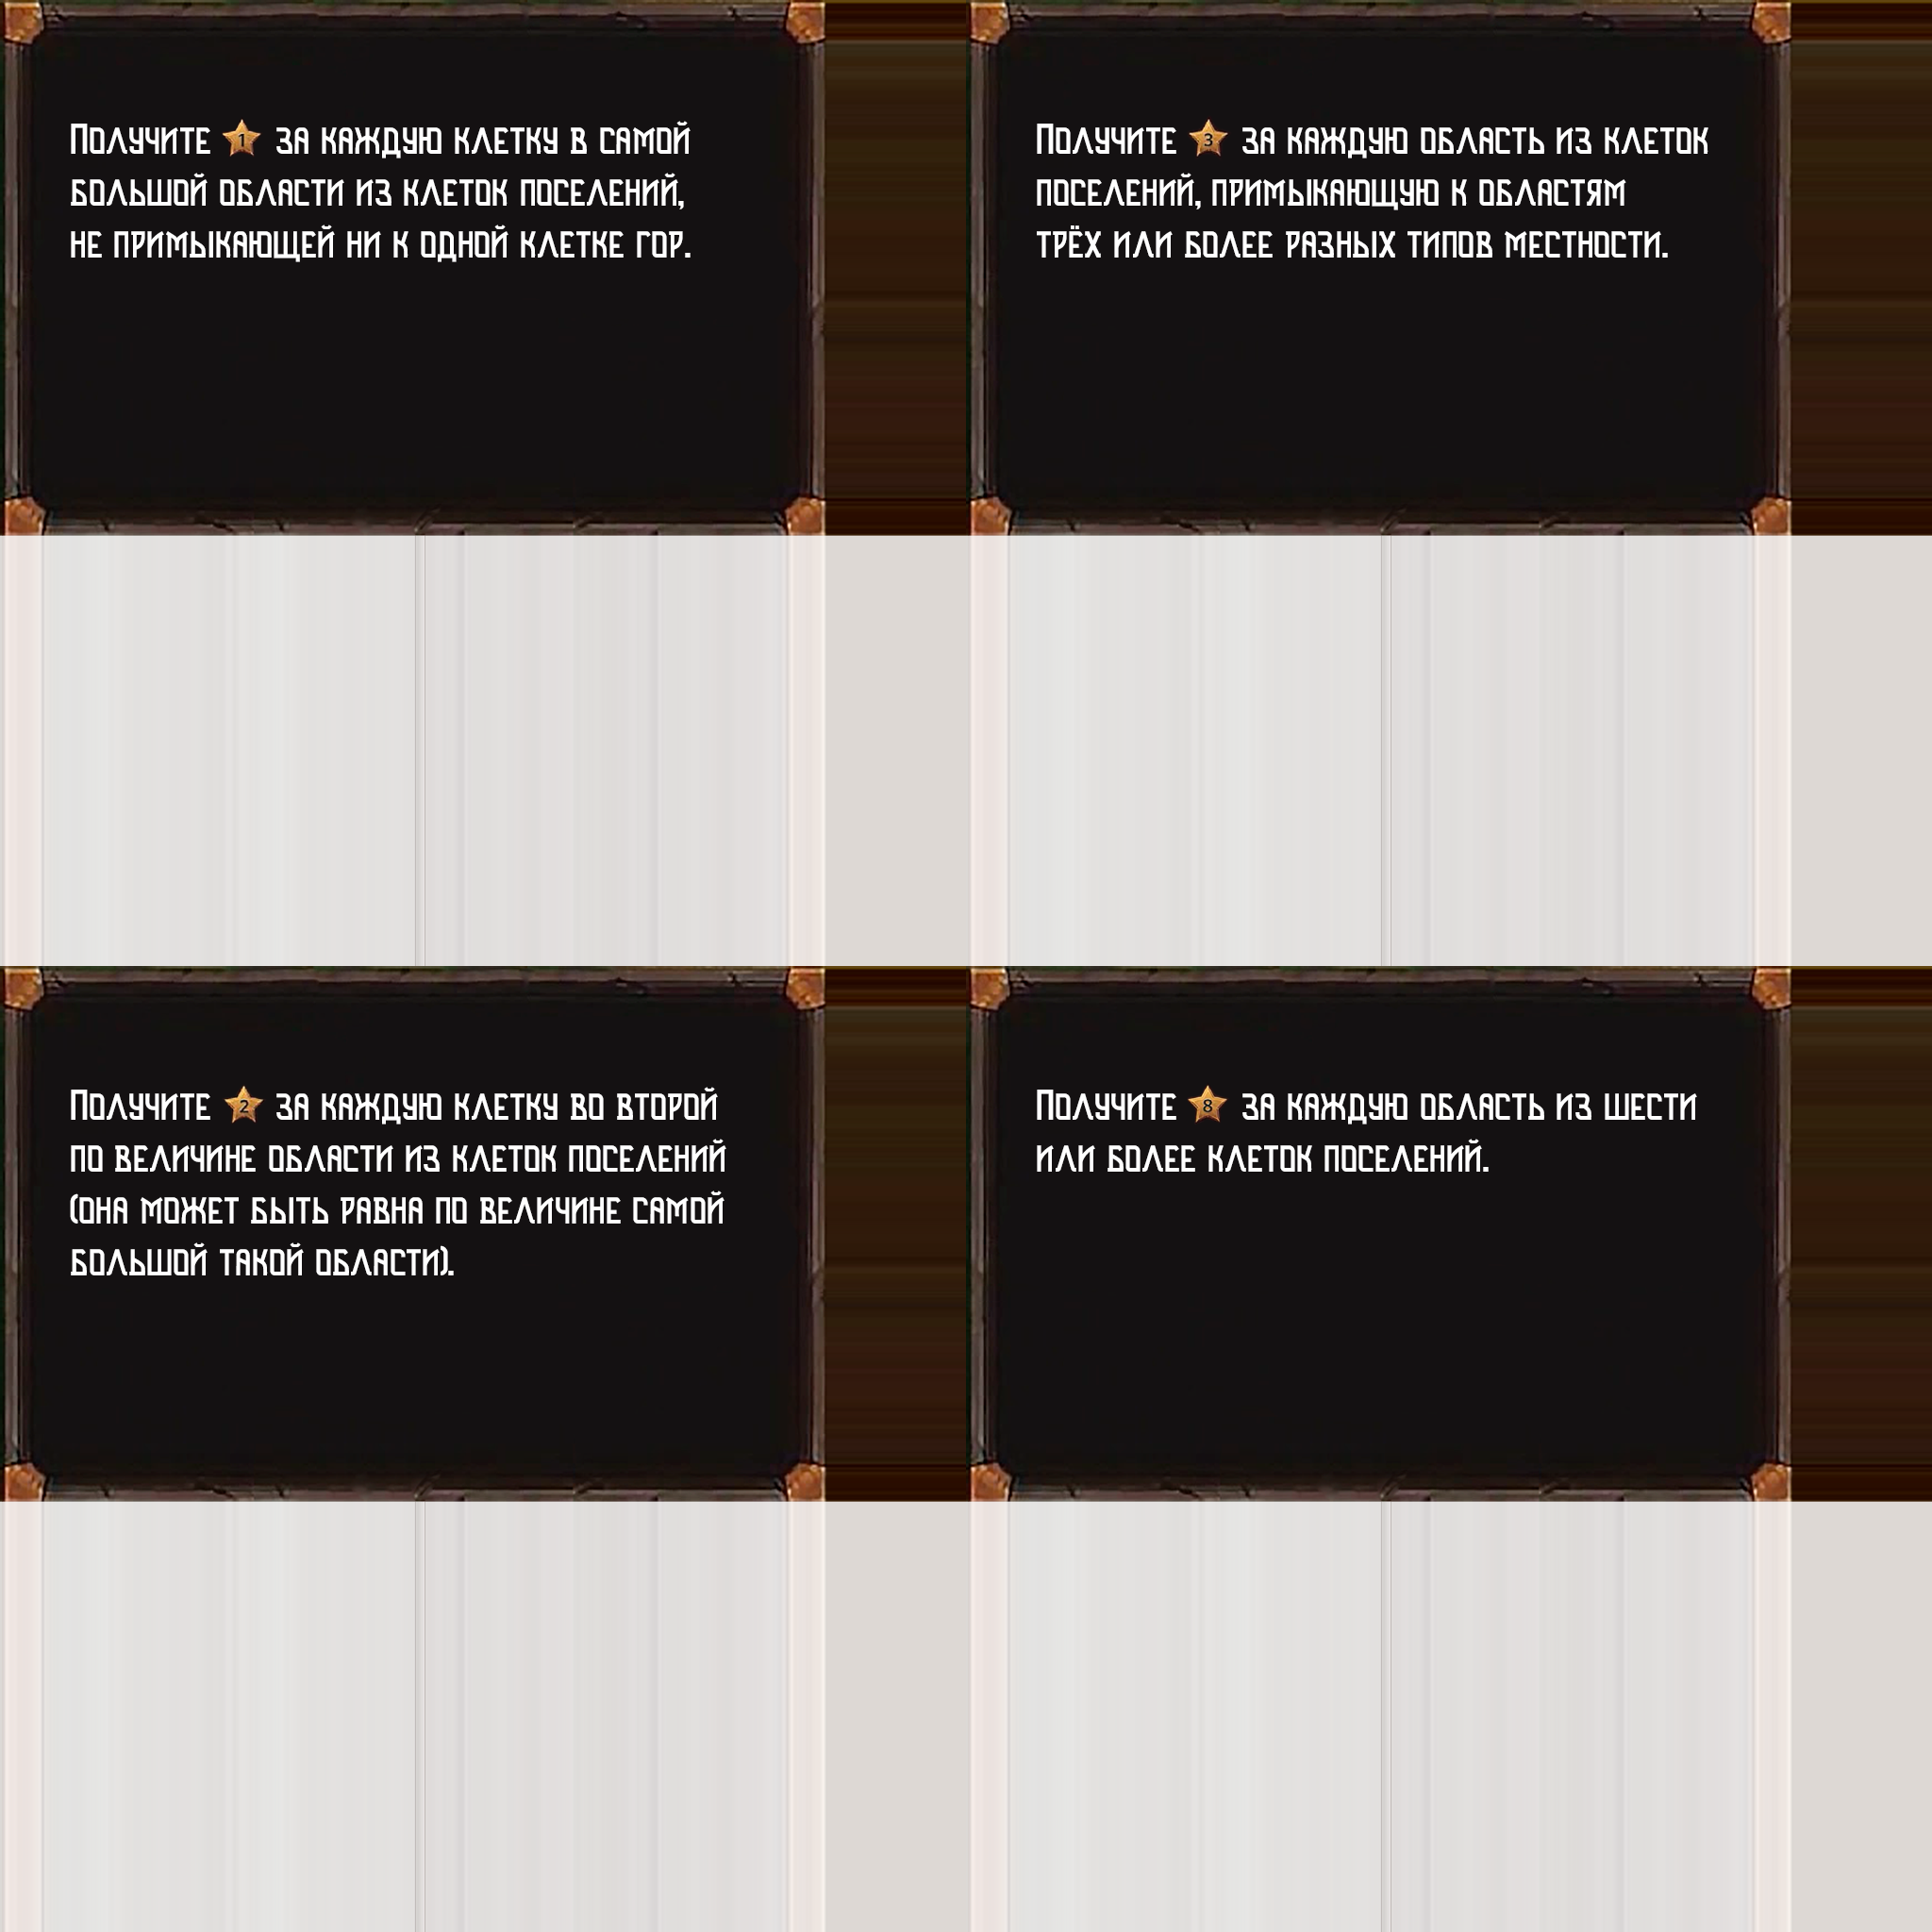 Получите 1 за каждую клетку в самой
большой области из клеток поселений,
не примыкающей ни к одной клетке гор.
Получите 3 за каждую область из клеток
поселений, примыкающую к областям
трёх или более разных типов местности.
Получите 2 за каждую клетку во второй
по величине области из клеток поселений
(она может быть равна по величине самой
большой такой области).
Получите 8 за каждую область из шести
или более клеток поселений.